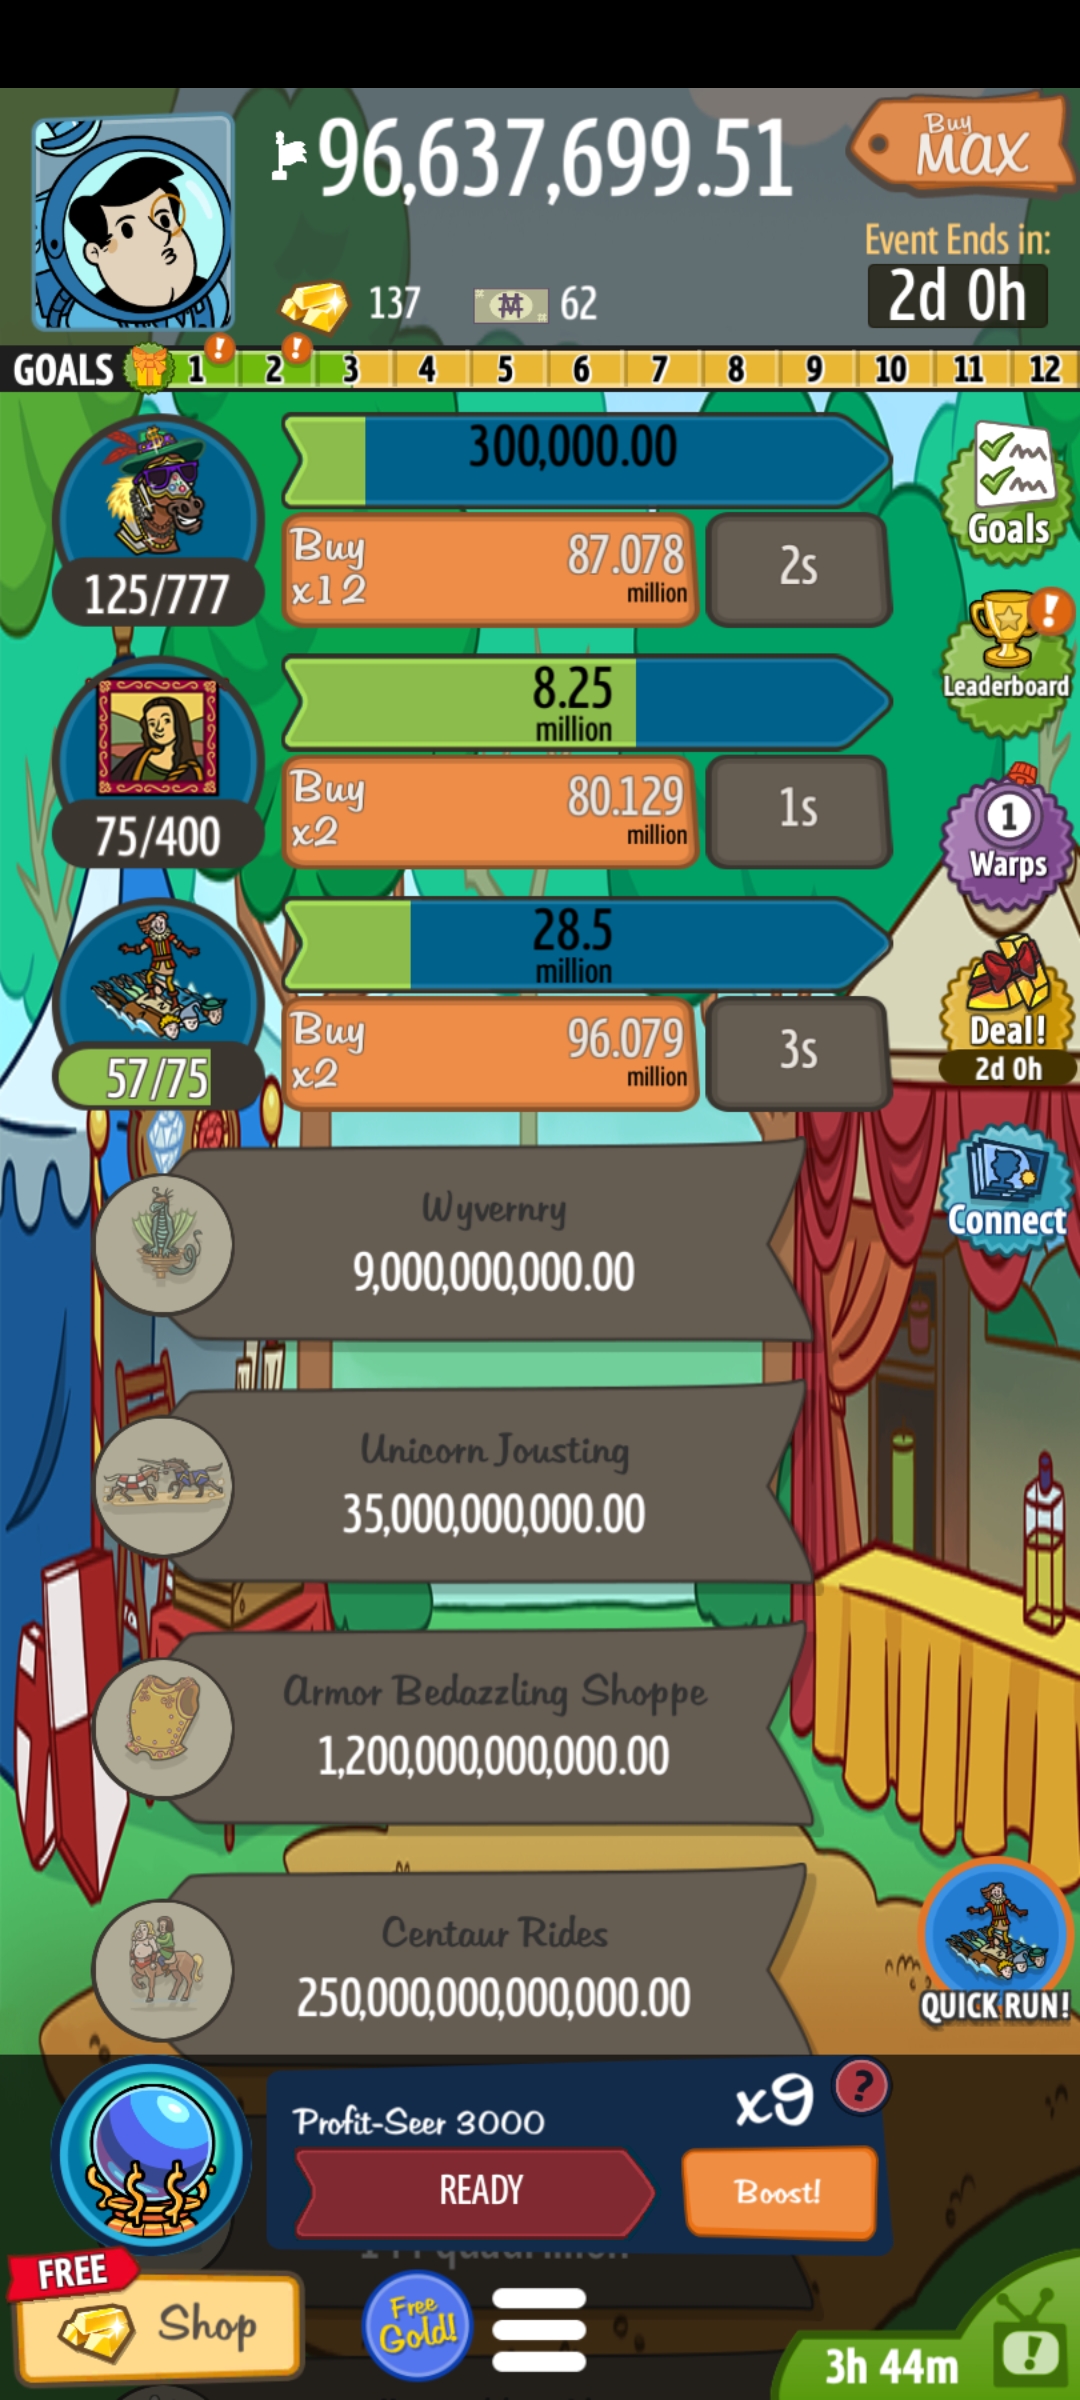 96,637,699.51
Buy
MAX
Event Ends in:
2d 0h
137
62
GOALS 1 ! 2 ! 3 4 5 6 7 8 9 10 11 12
300,000.00
Buy
x12
87.078
million
2s
125/777
Goals
!
Leaderboard
8.25
million
Buy
x2
80.129
million
1s
75/400
1
Warps
28.5
million
Buy
x2
96.079
million
3s
57/75
Deal!
2d 0h
Connect
Wyvernry
9,000,000,000.00
Unicorn Jousting
35,000,000,000.00
Armor Bedazzling Shoppe
1,200,000,000,000.00
Centaur Rides
250,000,000,000,000.00
QUICK RUN!
Profit-Seer 3000
x9
?
READY
Boost!
FREE
Shop
Free
Gold!
3h 44m
!